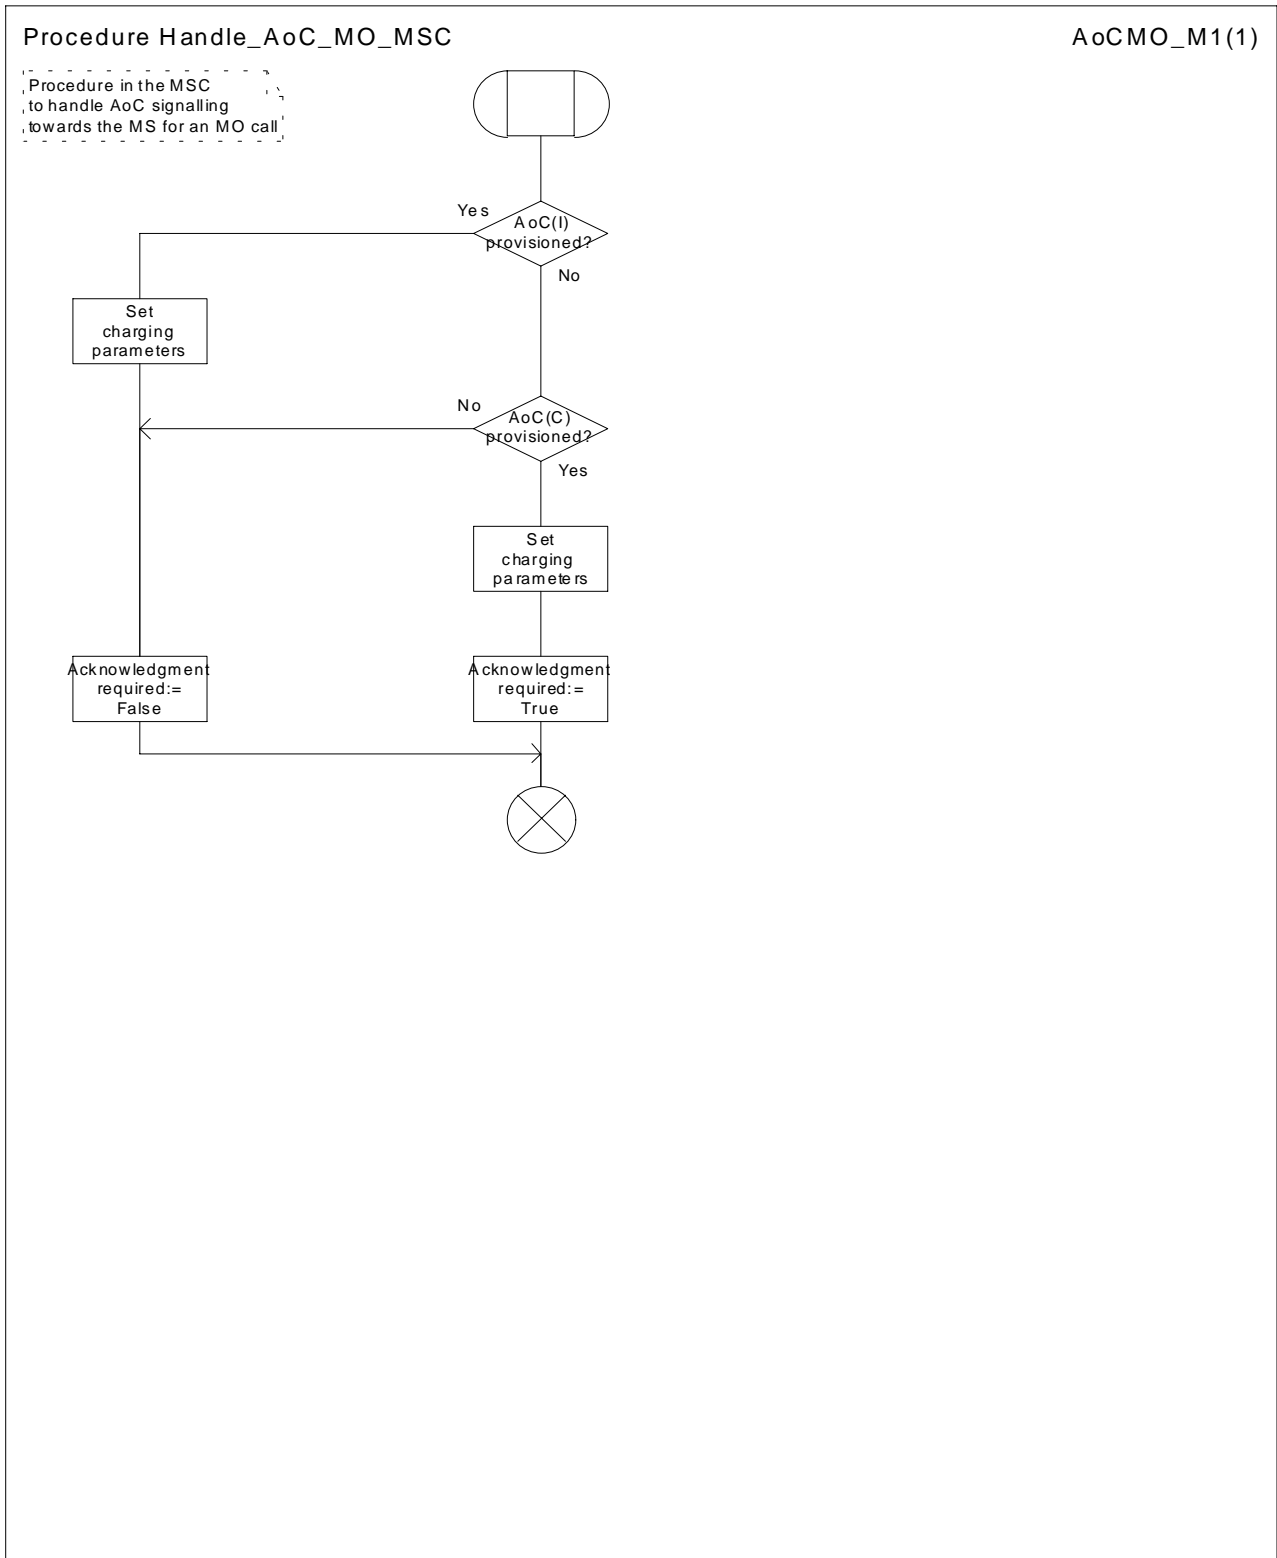 Procedure Handle_AoC_MO_MSC
AoCMO_M1(1)
Procedure in the MSC
to handle AoC signalling
towards the MS for an MO call
Yes
AoC(I)
provisioned?
No
Set
charging
parameters
No
AoC(C)
provisioned?
Yes
Set
charging
parameters
Acknowledgment
required:=
False
Acknowledgment
required:=
True